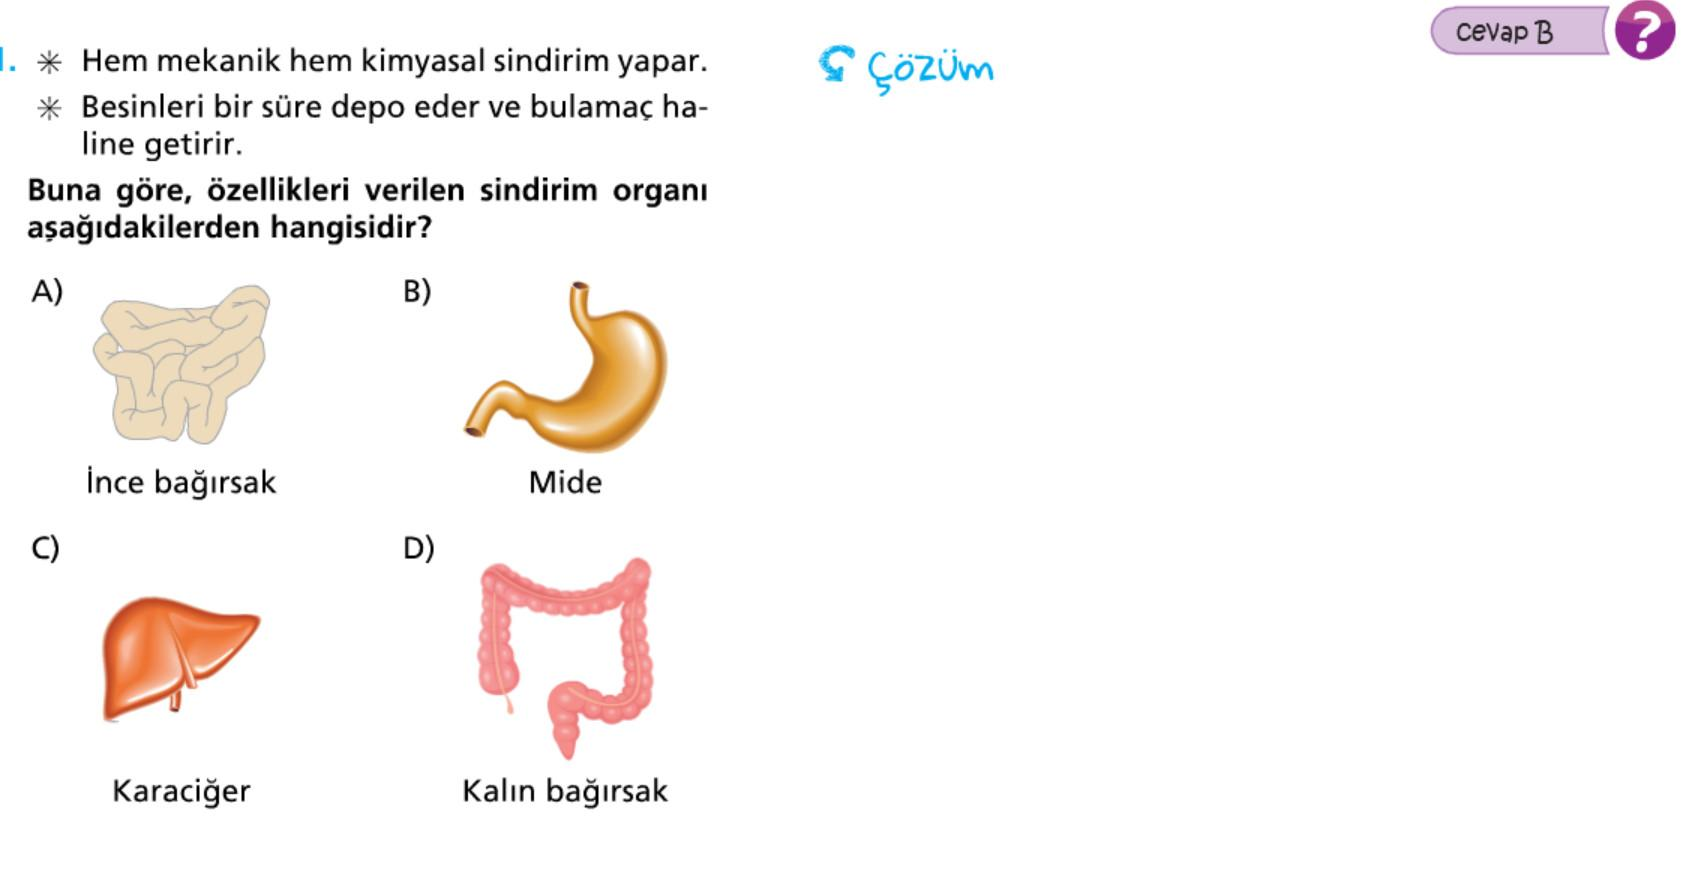 1. ✳ Hem mekanik hem kimyasal sindirim yapar.
✳ Besinleri bir süre depo eder ve bulamaç ha-
line getirir.
Buna göre, özellikleri verilen sindirim organı
aşağıdakilerden hangisidir?
A)
B)
İnce bağırsak
Mide
C)
D)
Karaciğer
Kalın bağırsak
Çözüm
cevap B
?